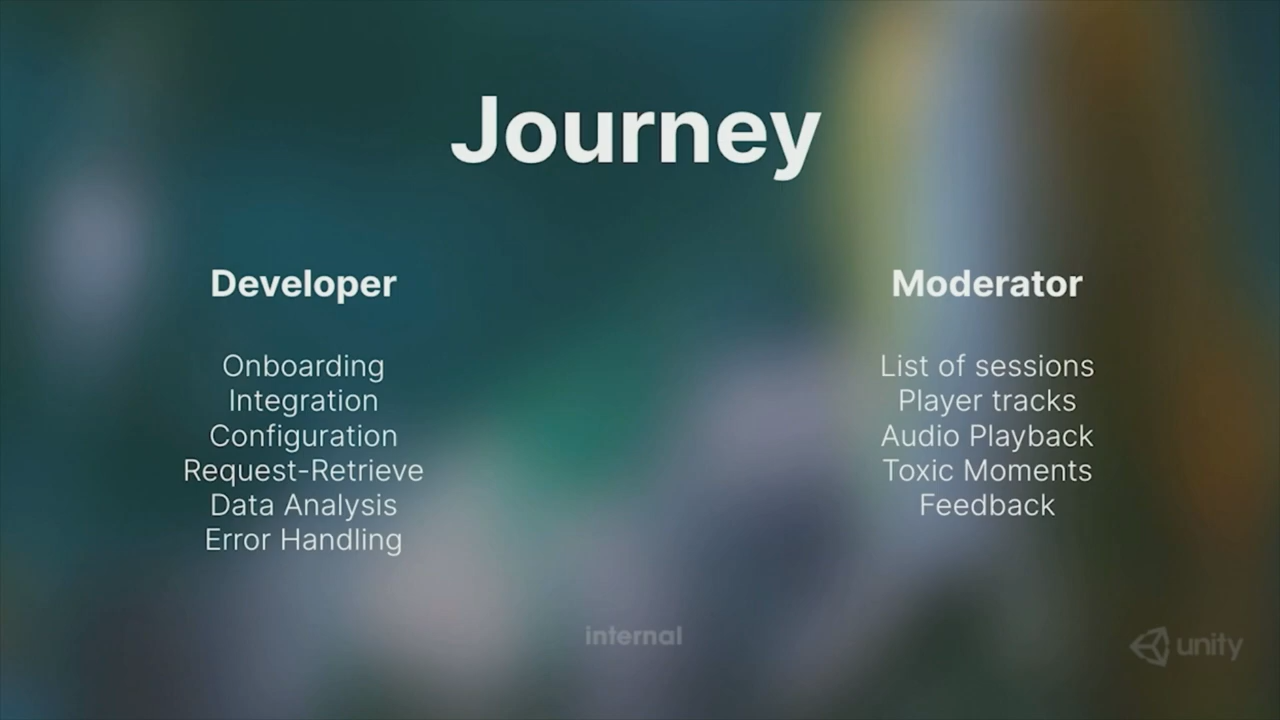 Journey
Developer
Onboarding
Integration
Configuration
Request-Retrieve
Data Analysis
Error Handling
Moderator
List of sessions
Player tracks
Audio Playback
Toxic Moments
Feedback
internal
unity